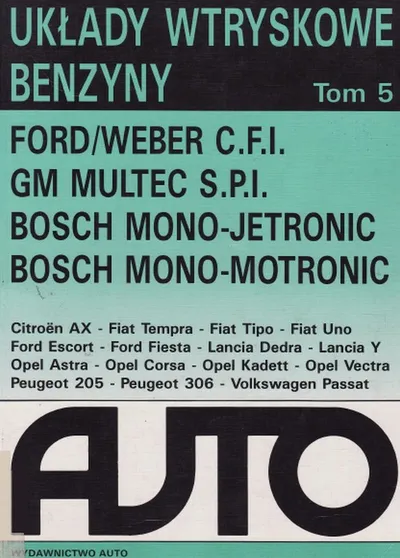 UKŁADY WTRYSKOWE
BENZYNY Tom 5
FORD/WEBER C.F.I.
GM MULTEC S.P.I.
BOSCH MONO-JETRONIC
BOSCH MONO-MOTRONIC
Citroën AX - Fiat Tempra - Fiat Tipo - Fiat Uno
Ford Escort - Ford Fiesta - Lancia Dedra - Lancia Y
Opel Astra - Opel Corsa - Opel Kadett - Opel Vectra
Peugeot 205 - Peugeot 306 - Volkswagen Passat
AUTO
WYDAWNICTWO AUTO